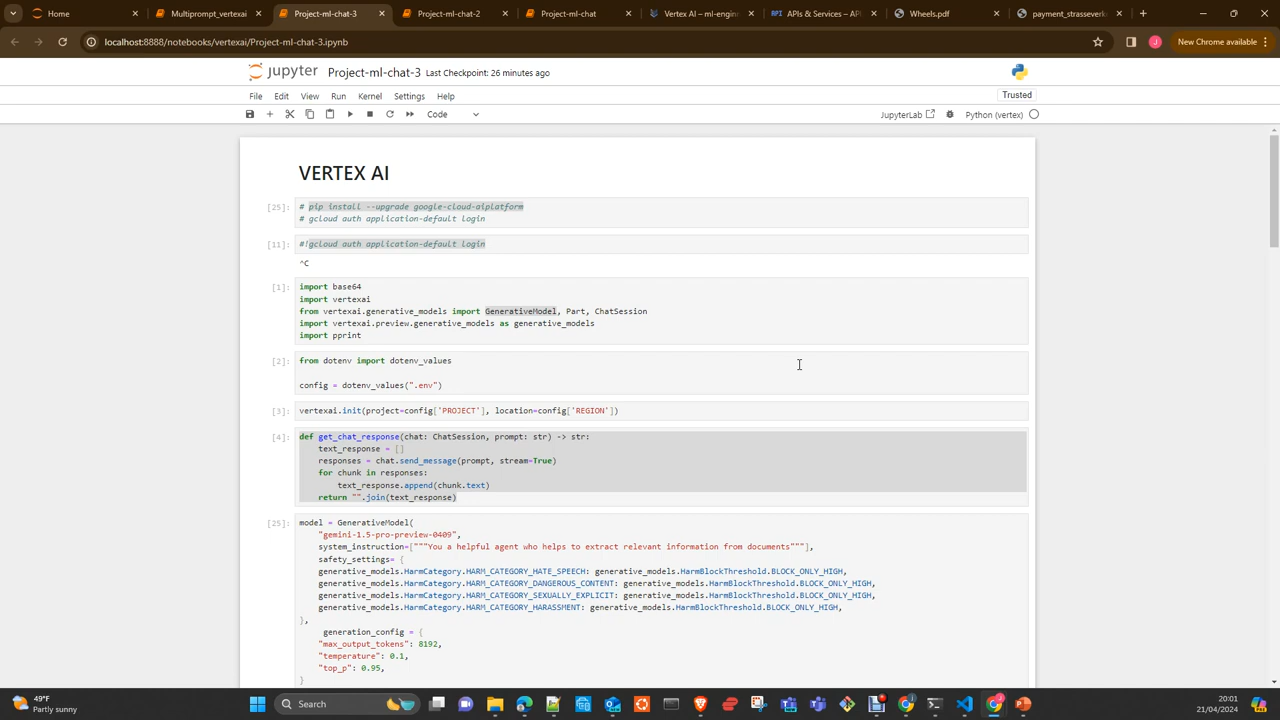 Home
Multiprompt_vertexai
Project-ml-chat-3
Project-ml-chat-2
Project-ml-chat
Vertex AI – ml-engin
APIs & Services – API
Wheels.pdf
payment_strasseverk
localhost:8888/notebooks/vertexai/Project-ml-chat-3.ipynb
New Chrome available
jupyter Project-ml-chat-3 Last Checkpoint: 26 minutes ago
File Edit View Run Kernel Settings Help
Trusted
Code
JupyterLab
Python (vertex)
VERTEX AI
[25]:
# pip install --upgrade google-cloud-aiplatform
# gcloud auth application-default login
[11]:
#!gcloud auth application-default login
^C
[1]:
import base64
import vertexai
from vertexai.generative_models import GenerativeModel, Part, ChatSession
import vertexai.preview.generative_models as generative_models
import pprint
[2]:
from dotenv import dotenv_values
config = dotenv_values(".env")
[3]:
vertexai.init(project=config['PROJECT'], location=config['REGION'])
[4]:
def get_chat_response(chat: ChatSession, prompt: str) -> str:
text_response = []
responses = chat.send_message(prompt, stream=True)
for chunk in responses:
text_response.append(chunk.text)
return "".join(text_response)
[25]:
model = GenerativeModel(
"gemini-1.5-pro-preview-0409",
system_instruction=["""You a helpful agent who helps to extract relevant information from documents"""],
safety_settings= {
generative_models.HarmCategory.HARM_CATEGORY_HATE_SPEECH: generative_models.HarmBlockThreshold.BLOCK_ONLY_HIGH,
generative_models.HarmCategory.HARM_CATEGORY_DANGEROUS_CONTENT: generative_models.HarmBlockThreshold.BLOCK_ONLY_HIGH,
generative_models.HarmCategory.HARM_CATEGORY_SEXUALLY_EXPLICIT: generative_models.HarmBlockThreshold.BLOCK_ONLY_HIGH,
generative_models.HarmCategory.HARM_CATEGORY_HARASSMENT: generative_models.HarmBlockThreshold.BLOCK_ONLY_HIGH,
},
generation_config = {
"max_output_tokens": 8192,
"temperature": 0.1,
"top_p": 0.95,
}
49°F
Partly sunny
Search
20:01
21/04/2024